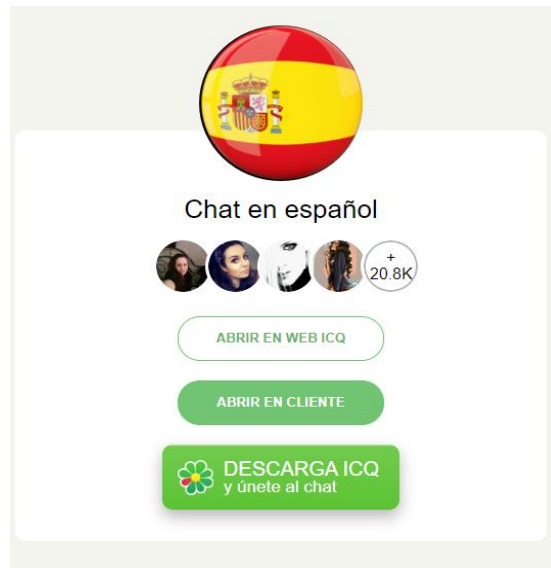 Chat en español
+
20.8K
ABRIR EN WEB ICQ
ABRIR EN CLIENTE
DESCARGA ICQ
y únete al chat